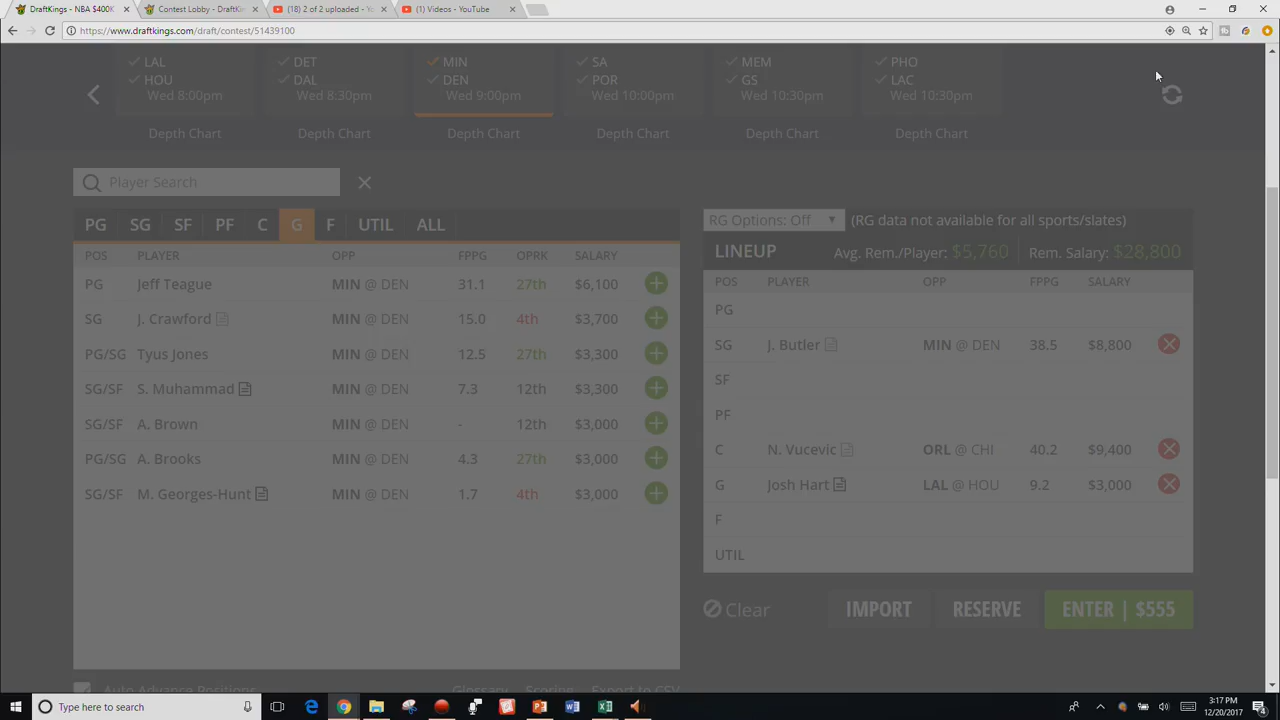 DraftKings - NBA $400K
Contest Lobby - DraftKi
(18) 2 of 2 uploaded - Yo
(1) Videos - YouTube
https://www.draftkings.com/draft/contest/51439100
LAL DET MIN SA MEM PHO
HOU DAL DEN POR GS LAC
Wed 8:00pm Wed 8:30pm Wed 9:00pm Wed 10:00pm Wed 10:30pm Wed 10:30pm
Depth Chart Depth Chart Depth Chart Depth Chart Depth Chart Depth Chart
Player Search
PG SG SF PF C G F UTIL ALL
POS PLAYER OPP FPPG OPRK SALARY
PG Jeff Teague MIN @ DEN 31.1 27th $6,100
SG J. Crawford MIN @ DEN 15.0 4th $3,700
PG/SG Tyus Jones MIN @ DEN 12.5 27th $3,300
SG/SF S. Muhammad MIN @ DEN 7.3 12th $3,300
SG/SF A. Brown MIN @ DEN - 12th $3,000
PG/SG A. Brooks MIN @ DEN 4.3 27th $3,000
SG/SF M. Georges-Hunt MIN @ DEN 1.7 4th $3,000
RG Options: Off (RG data not available for all sports/slates)
LINEUP Avg. Rem./Player: $5,760 Rem. Salary: $28,800
POS PLAYER OPP FPPG SALARY
PG
SG J. Butler MIN @ DEN 38.5 $8,800
SF
PF
C N. Vucevic ORL @ CHI 40.2 $9,400
G Josh Hart LAL @ HOU 9.2 $3,000
F
UTIL
Clear IMPORT RESERVE ENTER | $555
Auto Advance Positions Glossary Scoring Export to CSV
Type here to search
3:17 PM
12/20/2017
4